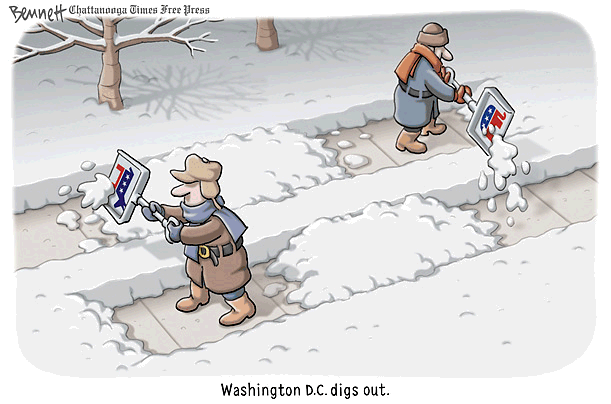 Bennett Chattanooga Times Free Press
Washington D.C. digs out.